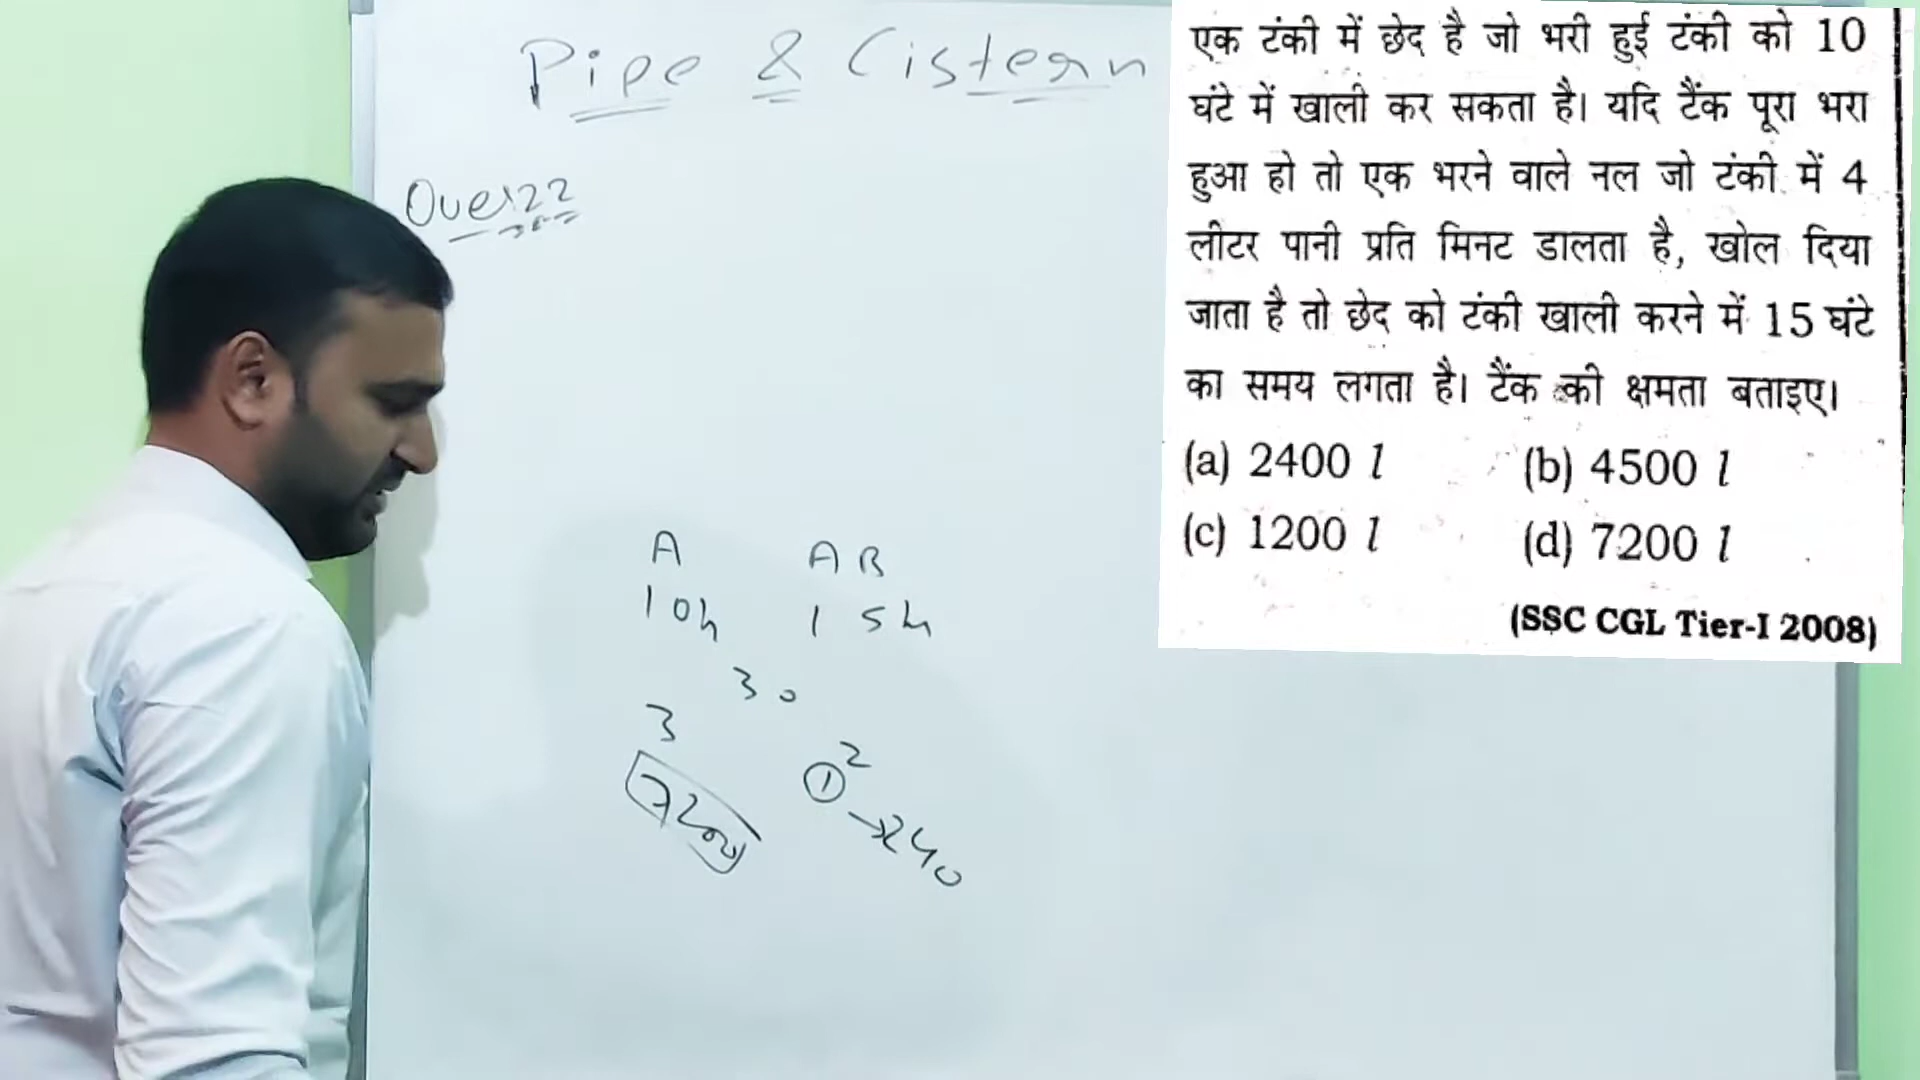 Pipe & Cistern
Ques 22
A A B
10h 15h
30
3 2
1
7200 →240
एक टंकी में छेद है जो भरी हुई टंकी को 10
घंटे में खाली कर सकता है। यदि टैंक पूरा भरा
हुआ हो तो एक भरने वाले नल जो टंकी में 4
लीटर पानी प्रति मिनट डालता है, खोल दिया
जाता है तो छेद को टंकी खाली करने में 15 घंटे
का समय लगता है। टैंक की क्षमता बताइए।
(a) 2400 l (b) 4500 l
(c) 1200 l (d) 7200 l
(SSC CGL Tier-I 2008)